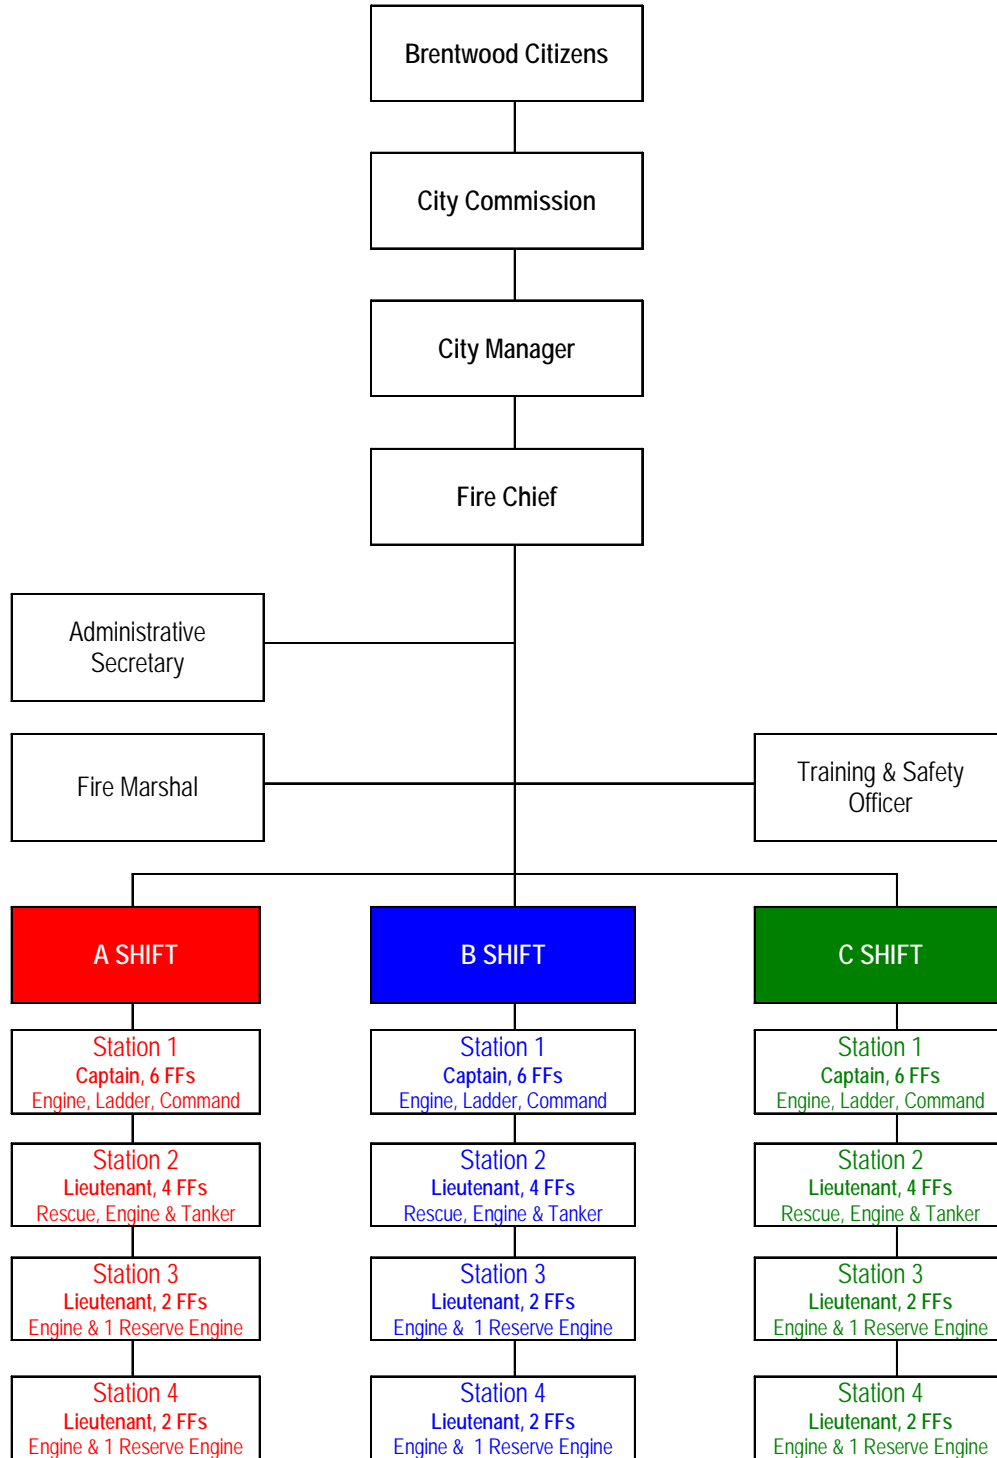 Brentwood Citizens
City Commission
City Manager
Fire Chief
Administrative
Secretary
Fire Marshal
Training & Safety
Officer
A SHIFT
B SHIFT
C SHIFT
Station 1
Captain, 6 FFs
Engine, Ladder, Command
Station 1
Captain, 6 FFs
Engine, Ladder, Command
Station 1
Captain, 6 FFs
Engine, Ladder, Command
Station 2
Lieutenant, 4 FFs
Rescue, Engine & Tanker
Station 2
Lieutenant, 4 FFs
Rescue, Engine & Tanker
Station 2
Lieutenant, 4 FFs
Rescue, Engine & Tanker
Station 3
Lieutenant, 2 FFs
Engine & 1 Reserve Engine
Station 3
Lieutenant, 2 FFs
Engine &  1 Reserve Engine
Station 3
Lieutenant, 2 FFs
Engine & 1 Reserve Engine
Station 4
Lieutenant, 2 FFs
Engine & 1 Reserve Engine
Station 4
Lieutenant, 2 FFs
Engine &  1 Reserve Engine
Station 4
Lieutenant, 2 FFs
Engine & 1 Reserve Engine